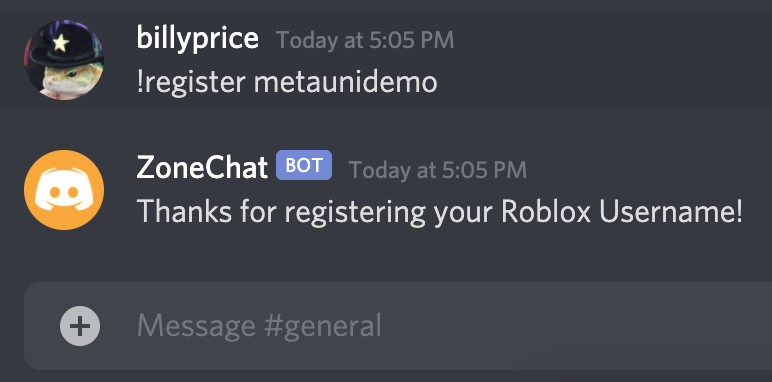 billyprice Today at 5:05 PM
!register metaunidemo
ZoneChat BOT Today at 5:05 PM
Thanks for registering your Roblox Username!
Message #general